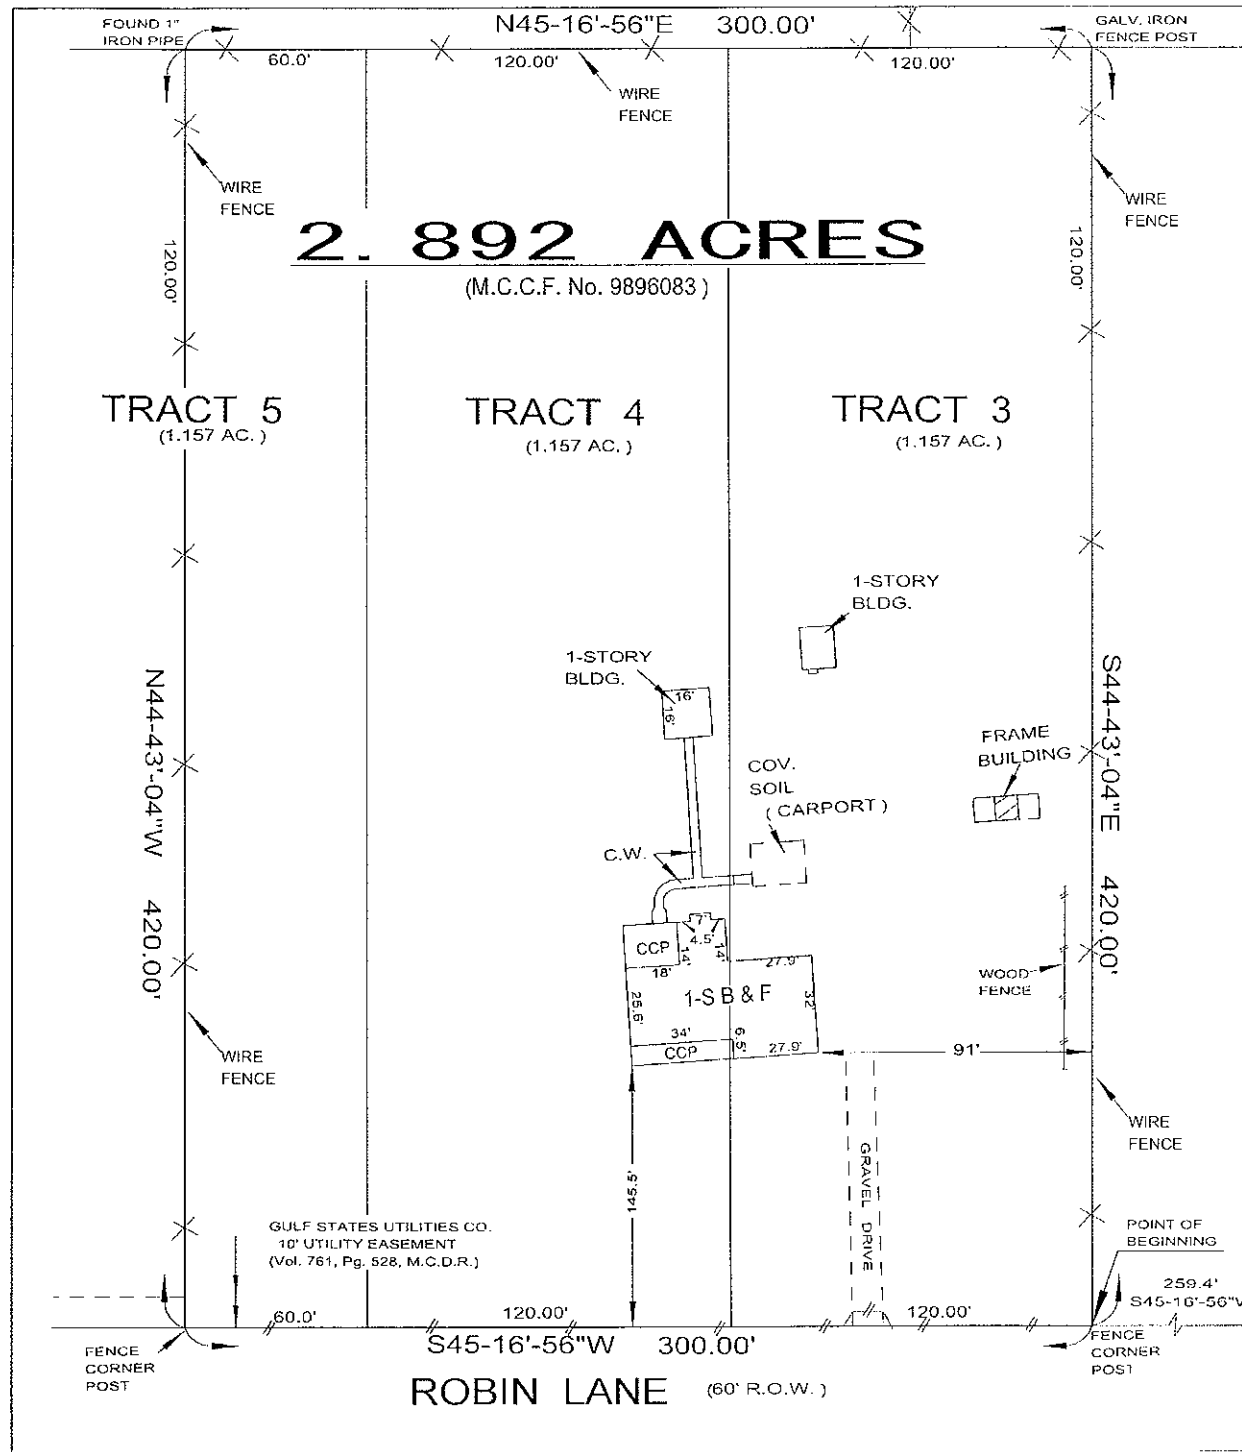 FOUND 1"
IRON PIPE
N45-16'-56"E 300.00'
GALV. IRON
FENCE POST
60.0'
120.00'
120.00'
WIRE
FENCE
WIRE
FENCE
WIRE
FENCE
120.00'
120.00'
2. 892 ACRES
(M.C.C.F. No. 9896083)
TRACT 5
(1.157 AC.)
TRACT 4
(1.157 AC.)
TRACT 3
(1.157 AC.)
1-STORY
BLDG.
1-STORY
BLDG.
16'
16'
N44-43'-04"W 420.00'
S44-43'-04"E 420.00'
FRAME
BUILDING
COV.
SOIL
(CARPORT)
C.W.
7'
4.5'
CCP
14'
14'
18'
27.9'
1-S B & F
25.6'
32'
34'
6.5'
CCP
27.9'
WOOD
FENCE
91'
WIRE
FENCE
WIRE
FENCE
145.5'
GRAVEL DRIVE
GULF STATES UTILITIES CO.
10' UTILITY EASEMENT
(Vol. 761, Pg. 528, M.C.D.R.)
POINT OF
BEGINNING
259.4'
S45-16'-56"W
60.0'
120.00'
120.00'
S45-16'-56"W 300.00'
FENCE
CORNER
POST
FENCE
CORNER
POST
ROBIN LANE (60' R.O.W.)